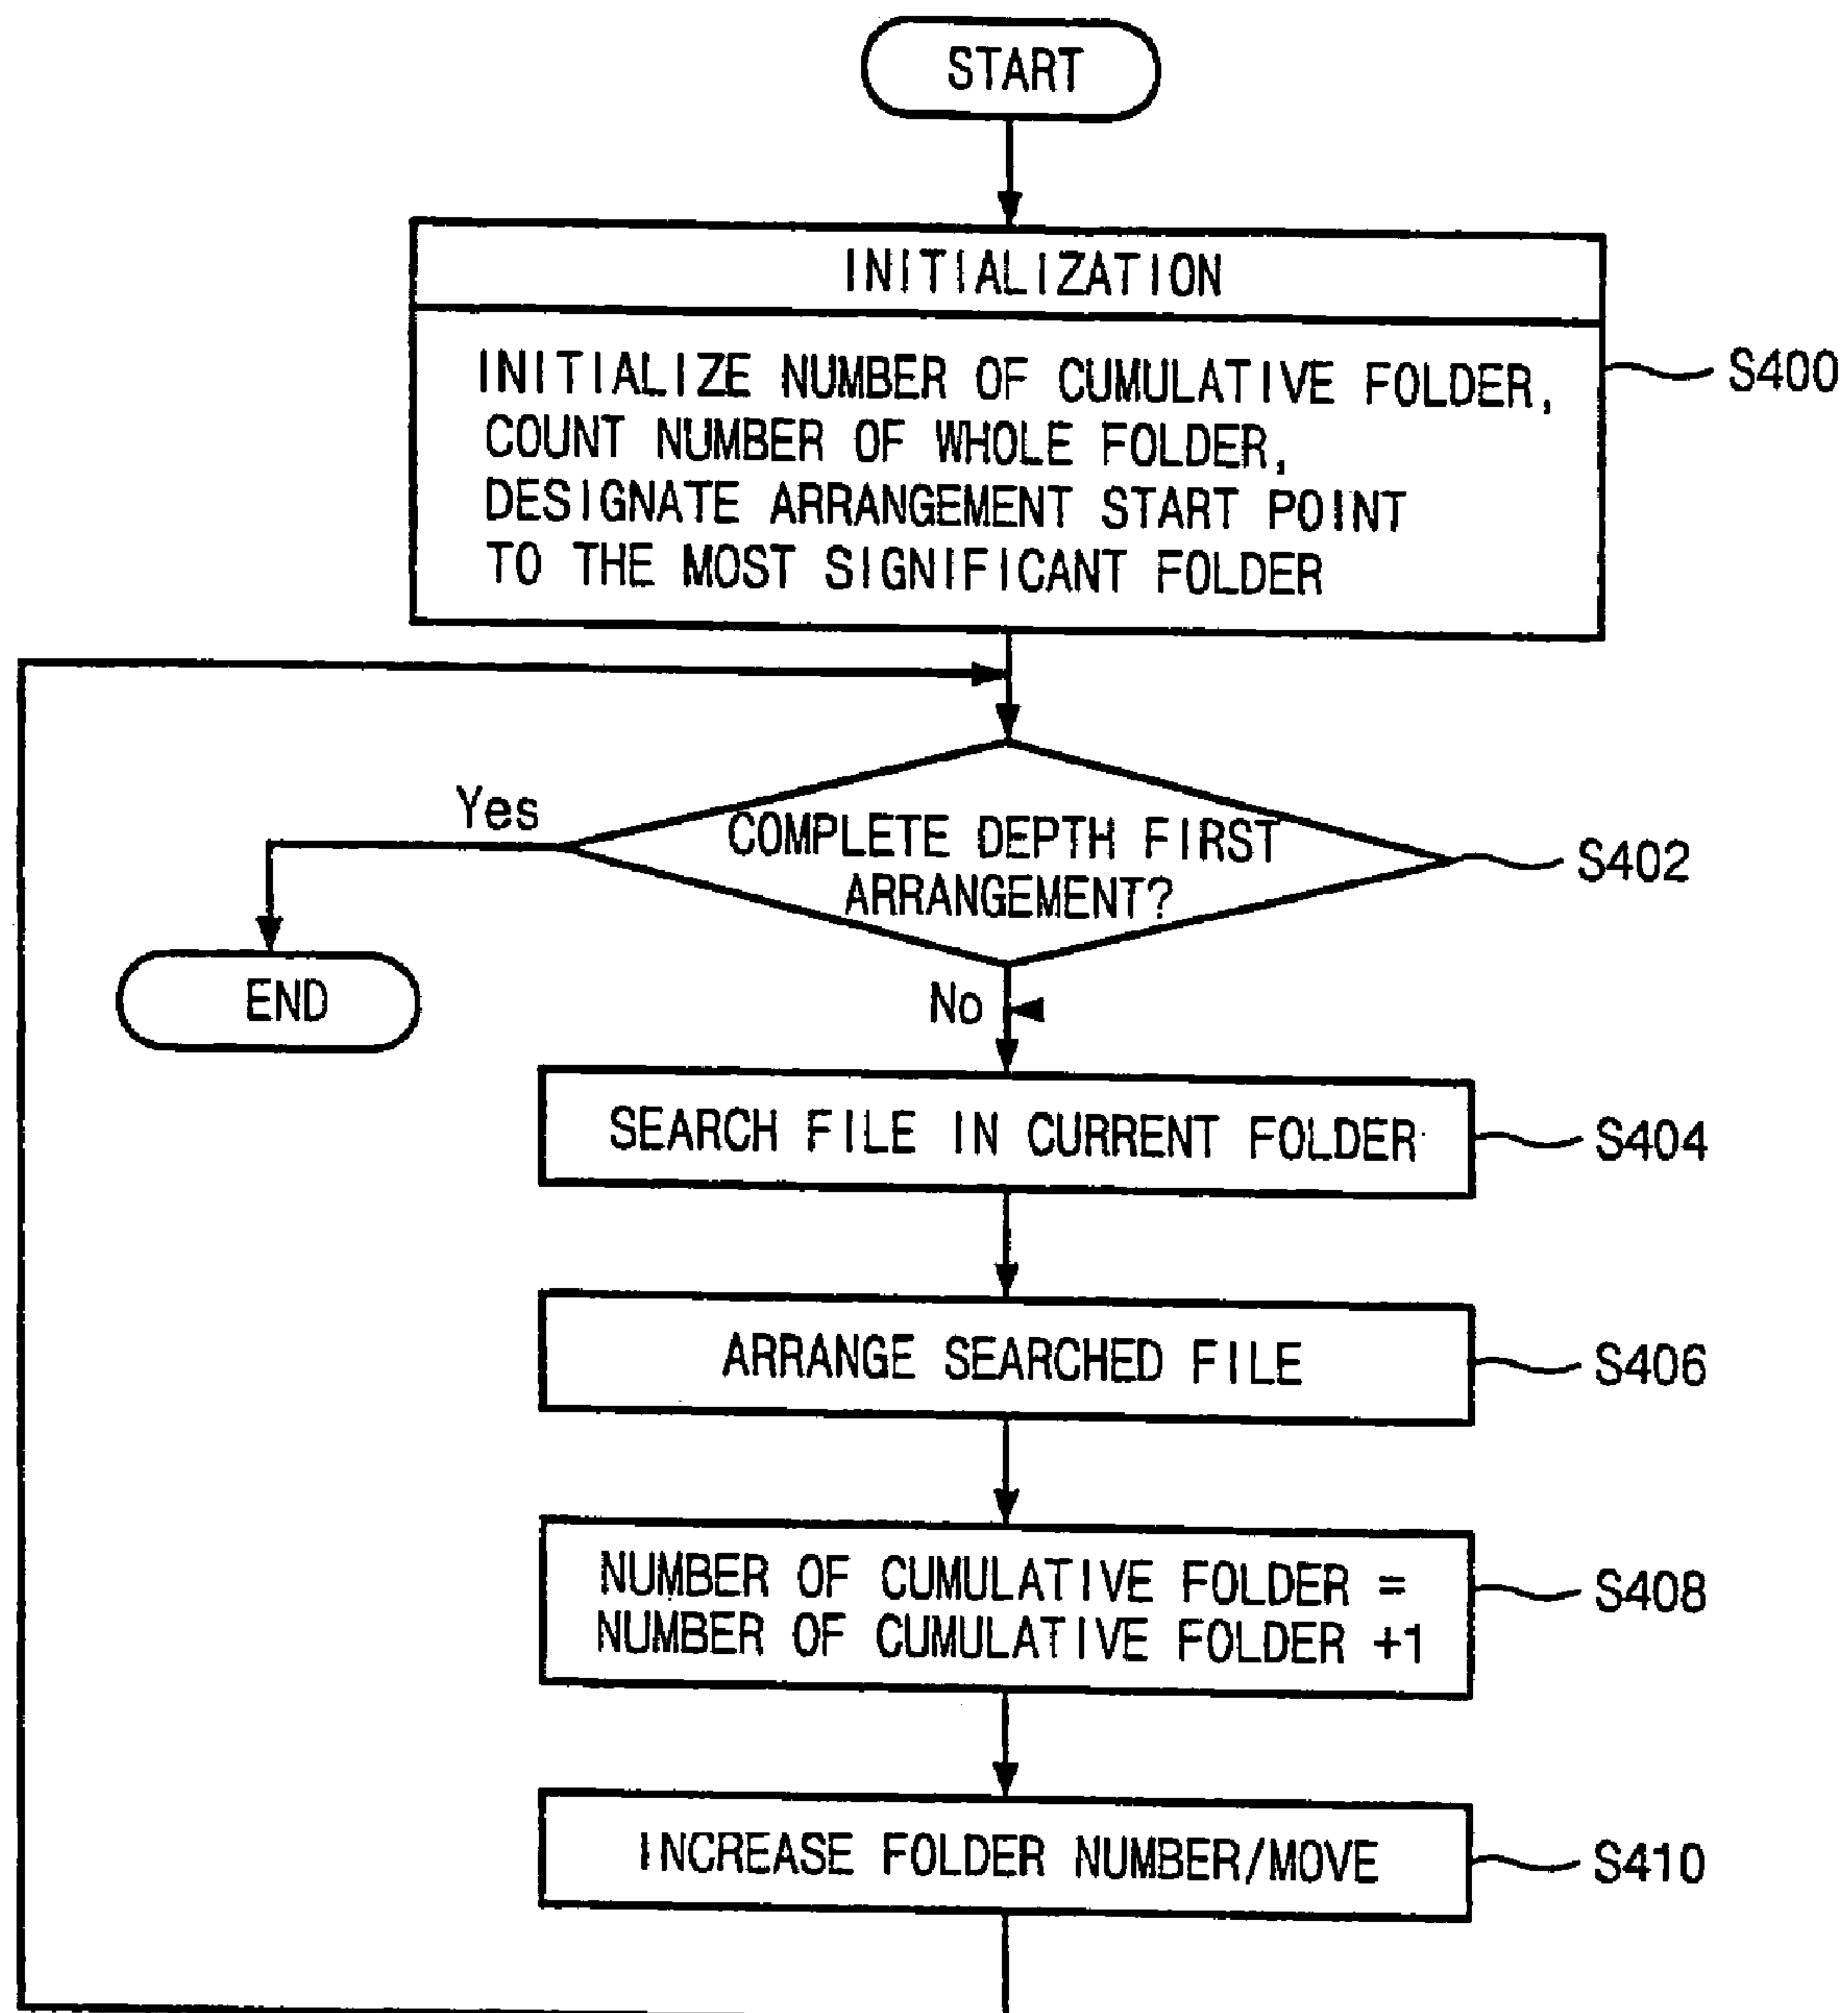 START
INITIALIZATION
INITIALIZE NUMBER OF CUMULATIVE FOLDER,
COUNT NUMBER OF WHOLE FOLDER,
DESIGNATE ARRANGEMENT START POINT
TO THE MOST SIGNIFICANT FOLDER
S400
Yes
COMPLETE DEPTH FIRST
ARRANGEMENT?
S402
END
No
SEARCH FILE IN CURRENT FOLDER
S404
ARRANGE SEARCHED FILE
S406
NUMBER OF CUMULATIVE FOLDER =
NUMBER OF CUMULATIVE FOLDER +1
S408
INCREASE FOLDER NUMBER/MOVE
S410